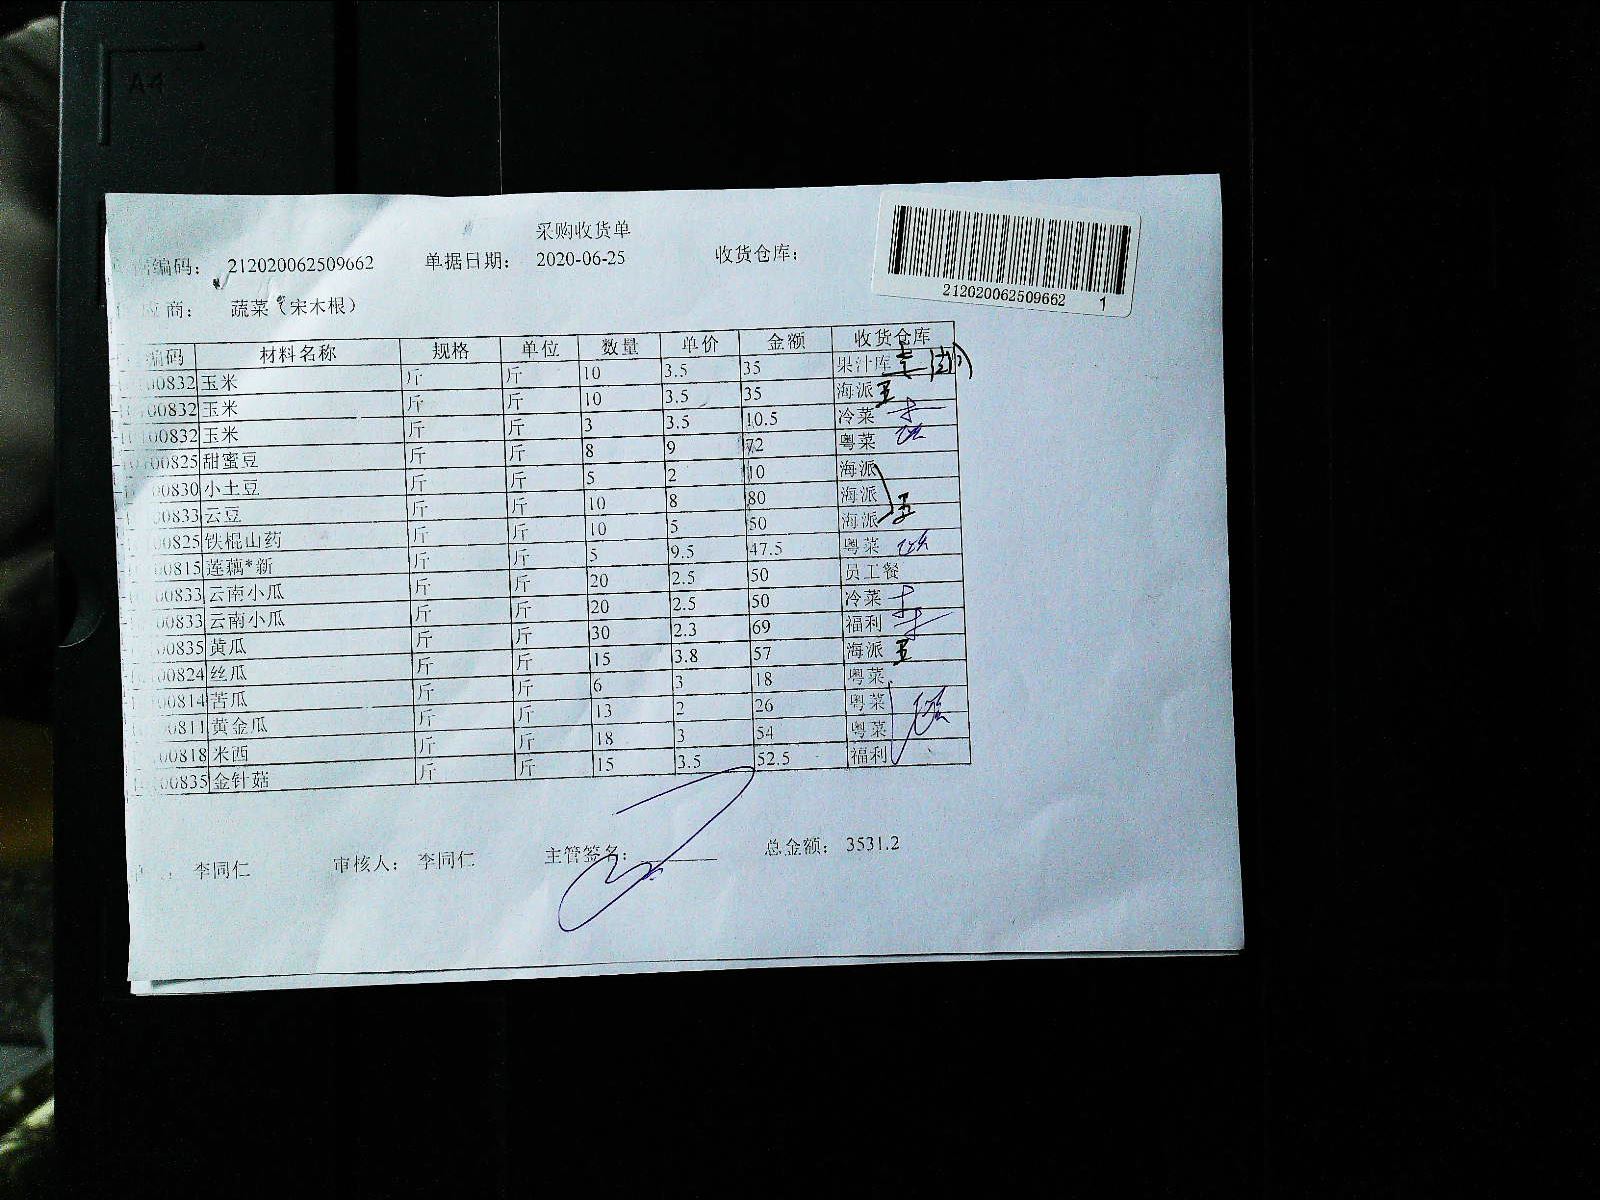 A4
采购收货单
编码: 212020062509662 单据日期: 2020-06-25 收货仓库:
212020062509662 1
应商: 蔬菜 (宋木根)
编码 材料名称 规格 单位 数量 单价 金额 收货仓库
00832 玉米 斤 斤 10 3.5 35 果汁库
00832 玉米 斤 斤 10 3.5 35 海派
00832 玉米 斤 斤 3 3.5 10.5 冷菜
00825 甜蜜豆 斤 斤 8 9 72 粤菜
00830 小土豆 斤 斤 5 2 10 海派
00833 云豆 斤 斤 10 8 80 海派
00825 铁棍山药 斤 斤 10 5 50 海派
00815 莲藕*新 斤 斤 5 9.5 47.5 粤菜
00833 云南小瓜 斤 斤 20 2.5 50 员工餐
00833 云南小瓜 斤 斤 20 2.5 50 冷菜
00835 黄瓜 斤 斤 30 2.3 69 福利
00824 丝瓜 斤 斤 15 3.8 57 海派
00814 苦瓜 斤 斤 6 3 18 粤菜
00811 黄金瓜 斤 斤 13 2 26 粤菜
00818 米西 斤 斤 18 3 54 粤菜
00835 金针菇 斤 斤 15 3.5 52.5 福利
李同仁 审核人: 李同仁 主管签名: 总金额: 3531.2